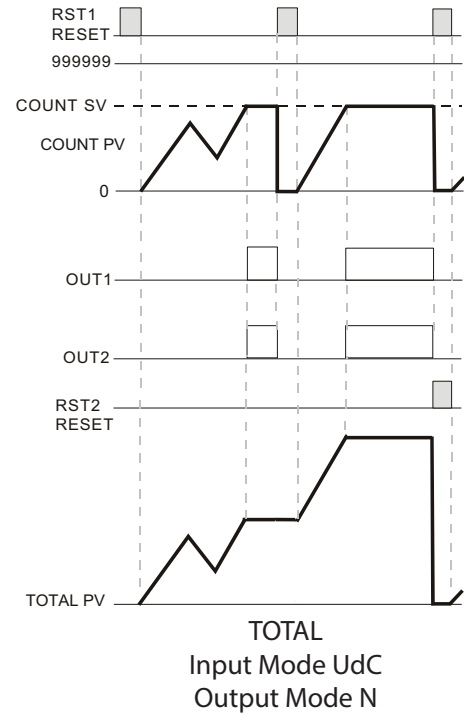 RST1
RESET
999999
COUNT SV
COUNT PV
0
OUT1
OUT2
RST2
RESET
TOTAL PV
TOTAL
Input Mode UdC
Output Mode N